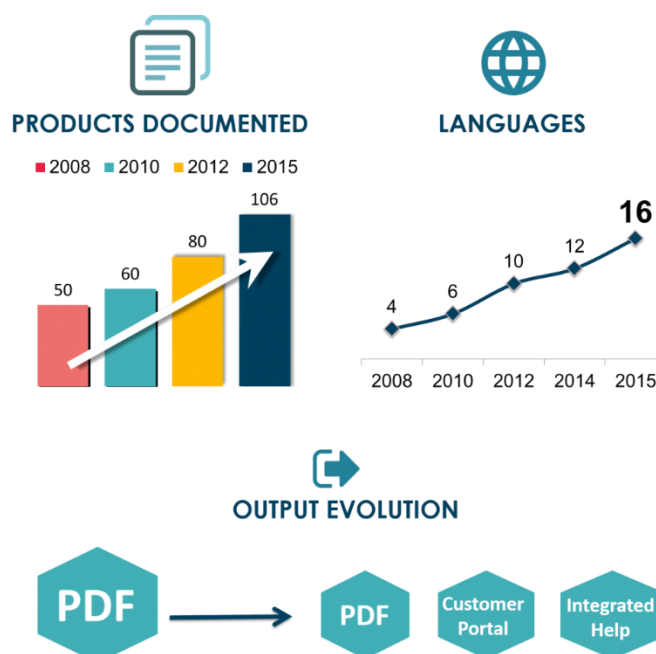 PRODUCTS DOCUMENTED
2008 2010 2012 2015
50
60
80
106
LANGUAGES
4
6
10
12
16
2008 2010 2012 2014 2015
OUTPUT EVOLUTION
PDF
PDF
Customer
Portal
Integrated
Help